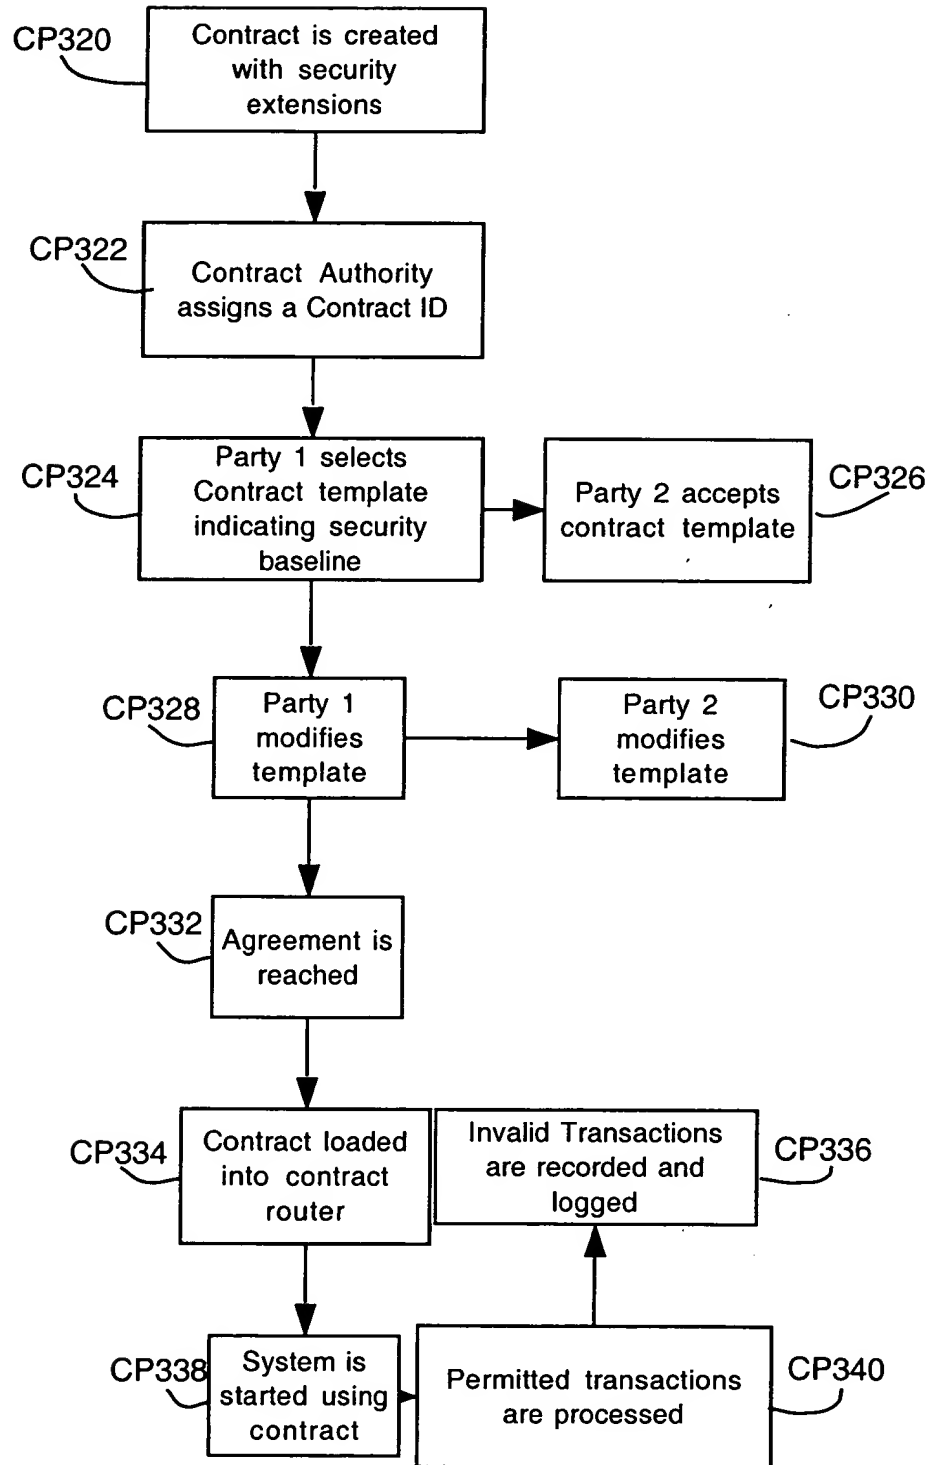 CP320
Contract is created
with security
extensions
CP322
Contract Authority
assigns a Contract ID
CP324
Party 1 selects
Contract template
indicating security
baseline
Party 2 accepts
contract template
CP326
CP328
Party 1
modifies
template
Party 2
modifies
template
CP330
CP332
Agreement is
reached
CP334
Contract loaded
into contract
router
Invalid Transactions
are recorded and
logged
CP336
CP338
System is
started using
contract
Permitted transactions
are processed
CP340